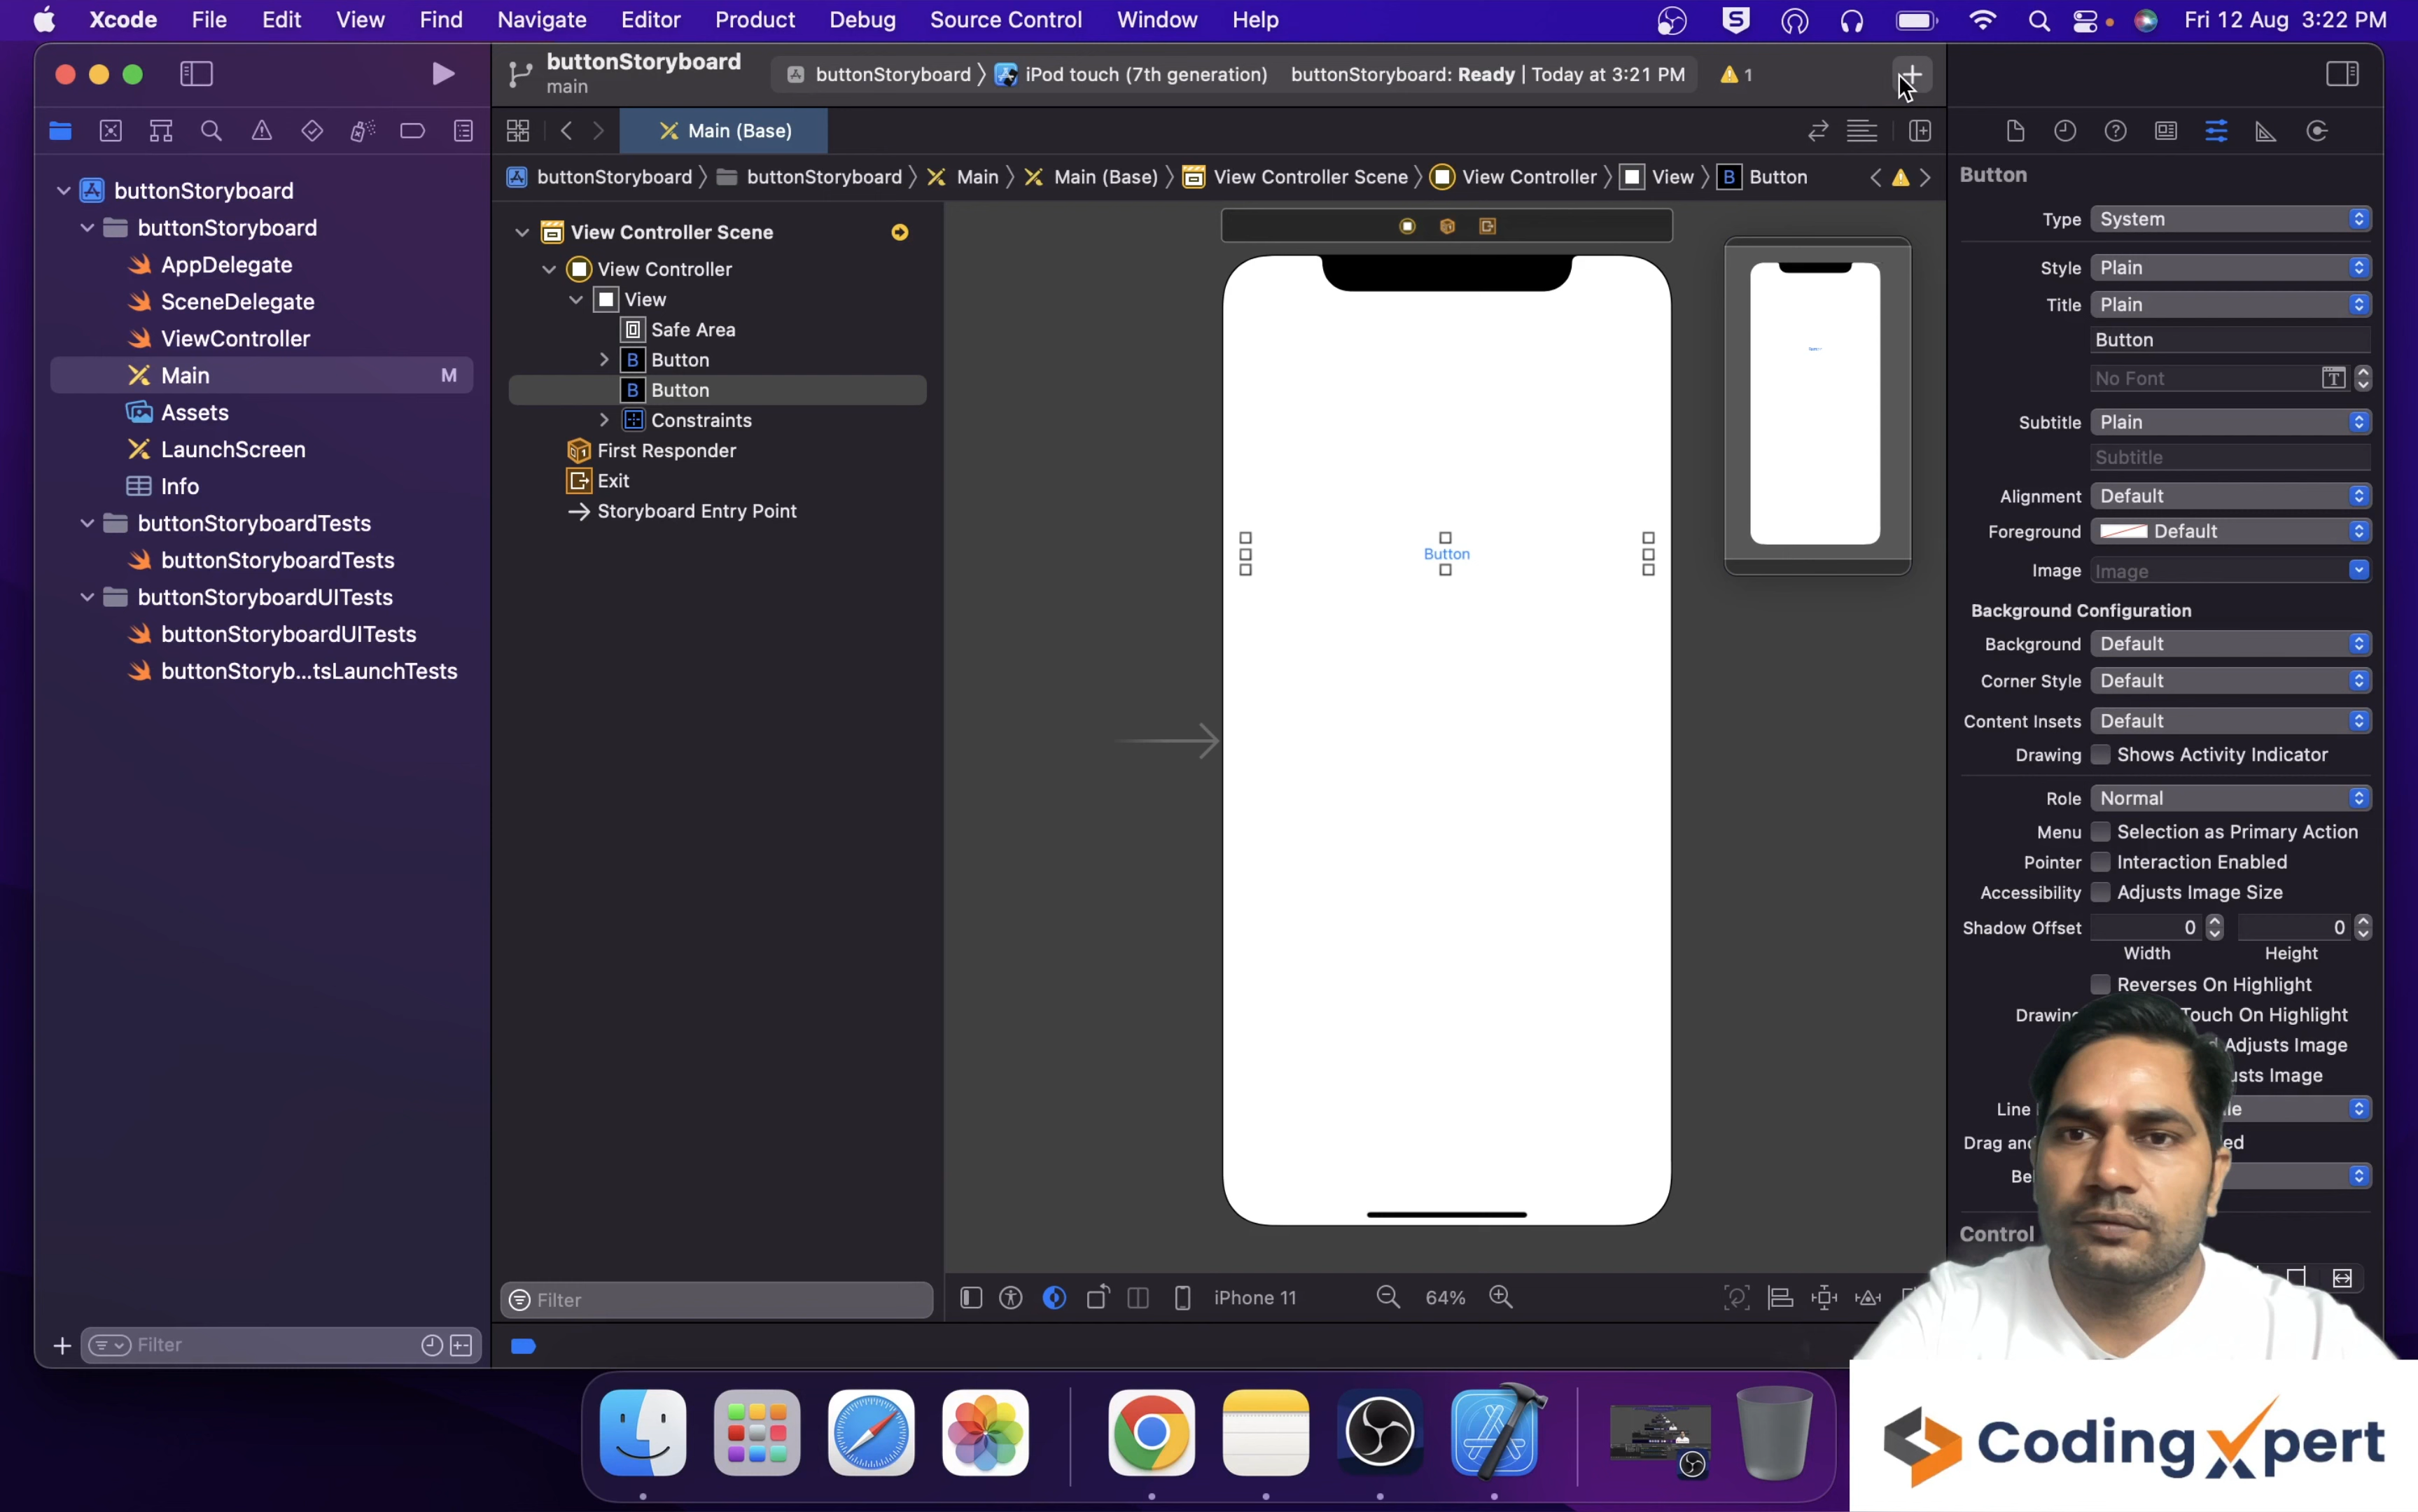 Xcode File Edit View Find Navigate Editor Product Debug Source Control Window Help Fri 12 Aug 3:22 PM
buttonStoryboard
main
buttonStoryboard iPod touch (7th generation) buttonStoryboard: Ready | Today at 3:21 PM 1
Main (Base)
buttonStoryboard buttonStoryboard Main Main (Base) View Controller Scene View Controller View B Button
buttonStoryboard
buttonStoryboard
AppDelegate
SceneDelegate
ViewController
Main M
Assets
LaunchScreen
Info
buttonStoryboardTests
buttonStoryboardTests
buttonStoryboardUITests
buttonStoryboardUITests
buttonStoryb...tsLaunchTests
Filter
View Controller Scene
View Controller
View
Safe Area
B Button
B Button
Constraints
First Responder
Exit
Storyboard Entry Point
Filter
Button
iPhone 11 64%
Button
Type System
Style Plain
Title Plain
Button
No Font
Subtitle Plain
Subtitle
Alignment Default
Foreground Default
Image Image
Background Configuration
Background Default
Corner Style Default
Content Insets Default
Drawing Shows Activity Indicator
Role Normal
Menu Selection as Primary Action
Pointer Interaction Enabled
Accessibility Adjusts Image Size
Shadow Offset 0 0
Width Height
Reverses On Highlight
Drawing Touch On Highlight
Adjusts Image
Image
Line
Drag
Control
CodingXpert